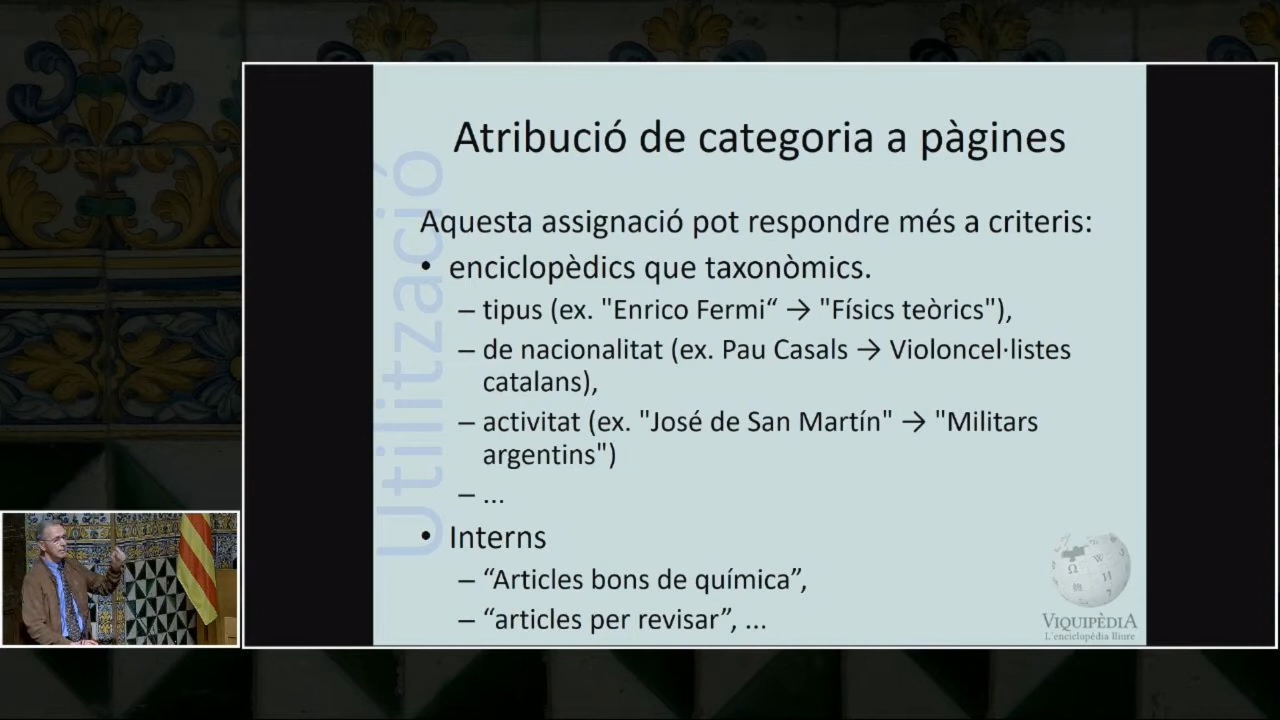 Atribució de categoria a pàgines
Utilització
Aquesta assignació pot respondre més a criteris:
• enciclopèdics que taxonòmics.
– tipus (ex. "Enrico Fermi“ → "Físics teòrics"),
– de nacionalitat (ex. Pau Casals → Violoncel·listes
catalans),
– activitat (ex. "José de San Martín" → "Militars
argentins")
– ...
• Interns
– “Articles bons de química”,
– “articles per revisar”, ...
Ω W И
VIQUIPÈDIA
L'enciclopèdia lliure